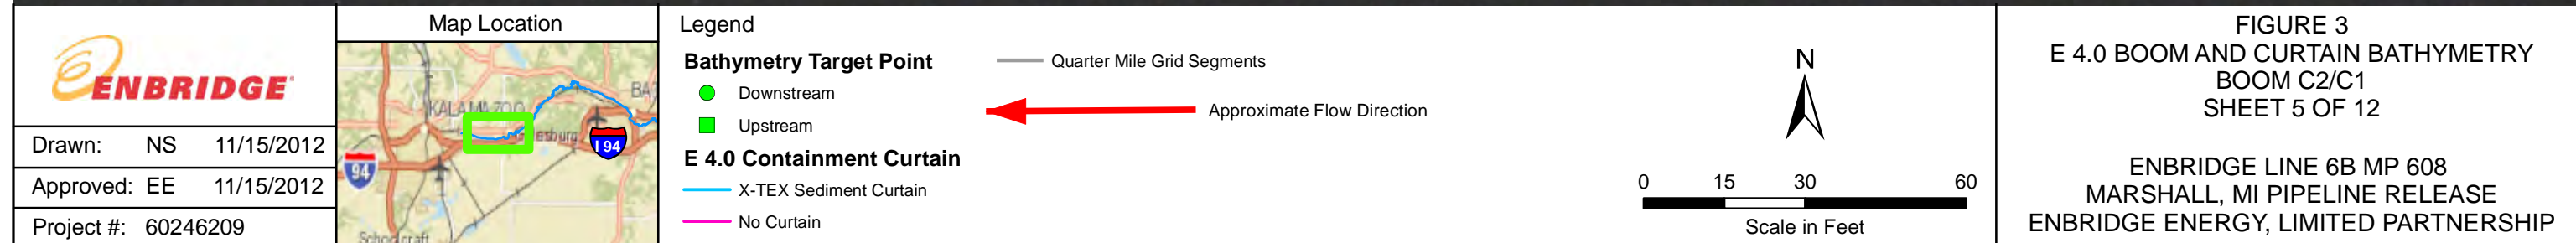 ENBRIDGE
Drawn: NS 11/15/2012
Approved: EE 11/15/2012
Project #: 60246209
Map Location
KALAMAZOO
I 94
94
Legend
Bathymetry Target Point
Downstream
Upstream
E 4.0 Containment Curtain
X-TEX Sediment Curtain
No Curtain
Quarter Mile Grid Segments
Approximate Flow Direction
N
0 15 30 60
Scale in Feet
FIGURE 3
E 4.0 BOOM AND CURTAIN BATHYMETRY
BOOM C2/C1
SHEET 5 OF 12
ENBRIDGE LINE 6B MP 608
MARSHALL, MI PIPELINE RELEASE
ENBRIDGE ENERGY, LIMITED PARTNERSHIP